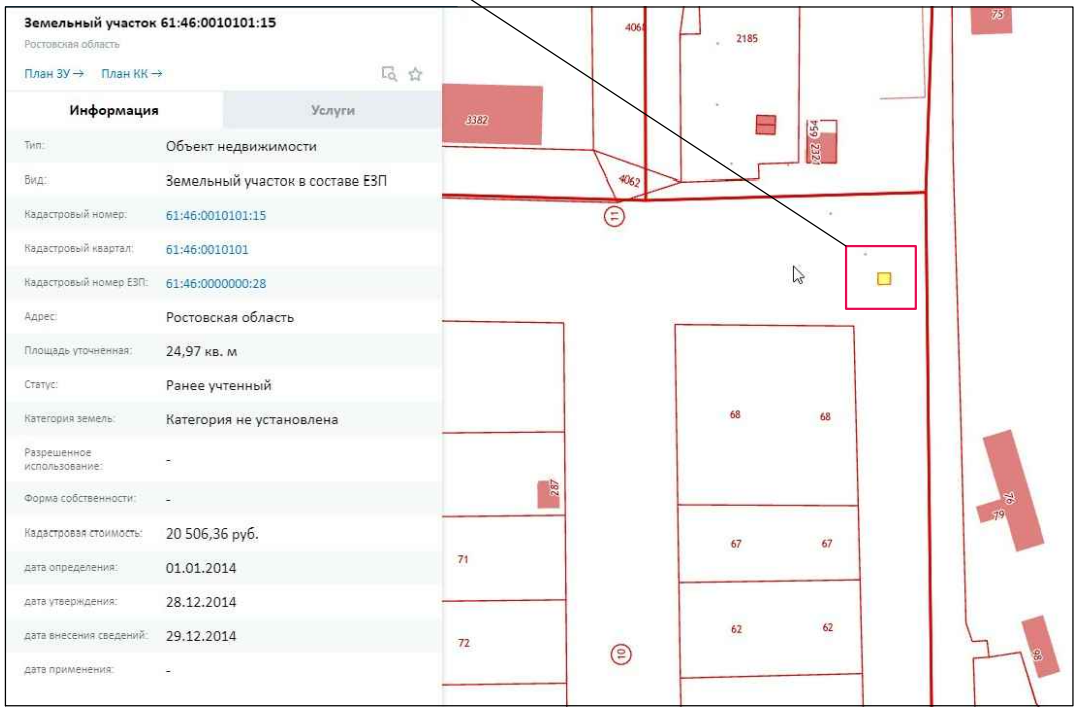 Земельный участок 61:46:0010101:15
Ростовская область
План ЗУ → План КК →
Информация
Услуги
Тип: Объект недвижимости
Вид: Земельный участок в составе ЕЗП
Кадастровый номер: 61:46:0010101:15
Кадастровый квартал: 61:46:0010101
Кадастровый номер ЕЗП: 61:46:0000000:28
Адрес: Ростовская область
Площадь уточненная: 24,97 кв. м
Статус: Ранее учтенный
Категория земель: Категория не установлена
Разрешенное
использование: -
Форма собственности: -
Кадастровая стоимость: 20 506,36 руб.
дата определения: 01.01.2014
дата утверждения: 28.12.2014
дата внесения сведений: 29.12.2014
дата применения: -
75
2185
3382
654
4062
11
68 68
287
76
79
67 67
71
62 62
72
10
98